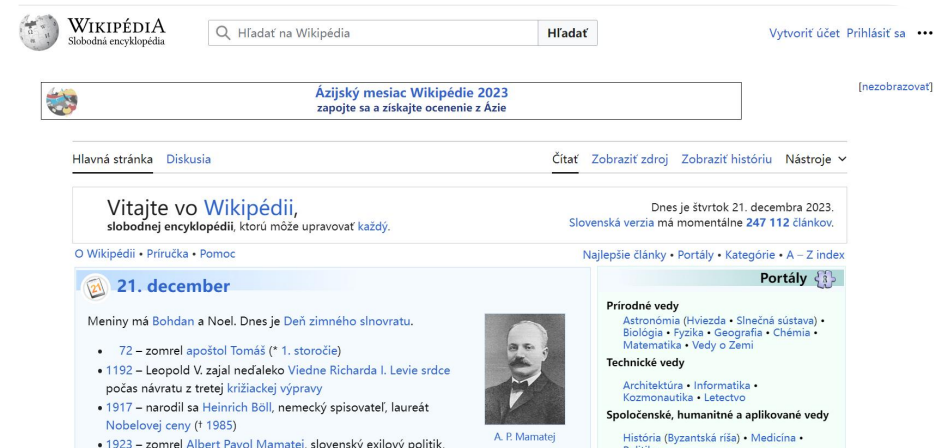 WIKIPÉDIA
Slobodná encyklopédia
Hľadať na Wikipédia
Hľadať
Vytvoriť účet Prihlásiť sa •••
Ázijský mesiac Wikipédie 2023
zapojte sa a získajte ocenenie z Ázie
[nezobrazovať]
Hlavná stránka Diskusia
Čítať Zobraziť zdroj Zobraziť históriu Nástroje
Vitajte vo Wikipédii,
slobodnej encyklopédii, ktorú môže upravovať každý.
Dnes je štvrtok 21. decembra 2023.
Slovenská verzia má momentálne 247 112 článkov.
O Wikipédii • Príručka • Pomoc
Najlepšie články • Portály • Kategórie • A – Z index
21
21. december
Meniny má Bohdan a Noel. Dnes je Deň zimného slnovratu.
• 72 – zomrel apoštol Tomáš (* 1. storočie)
• 1192 – Leopold V. zajal neďaleko Viedne Richarda I. Levie srdce
počas návratu z tretej križiackej výpravy
• 1917 – narodil sa Heinrich Böll, nemecký spisovateľ, laureát
Nobelovej ceny († 1985)
• 1923 – zomrel Albert Pavol Mamatej, slovenský exilový politik,
A. P. Mamatej
Portály
Prírodné vedy
Astronómia (Hviezda • Slnečná sústava) •
Biológia • Fyzika • Geografia • Chémia •
Matematika • Vedy o Zemi
Technické vedy
Architektúra • Informatika •
Kozmonautika • Letectvo
Spoločenské, humanitné a aplikované vedy
História (Byzantská ríša) • Medicína •